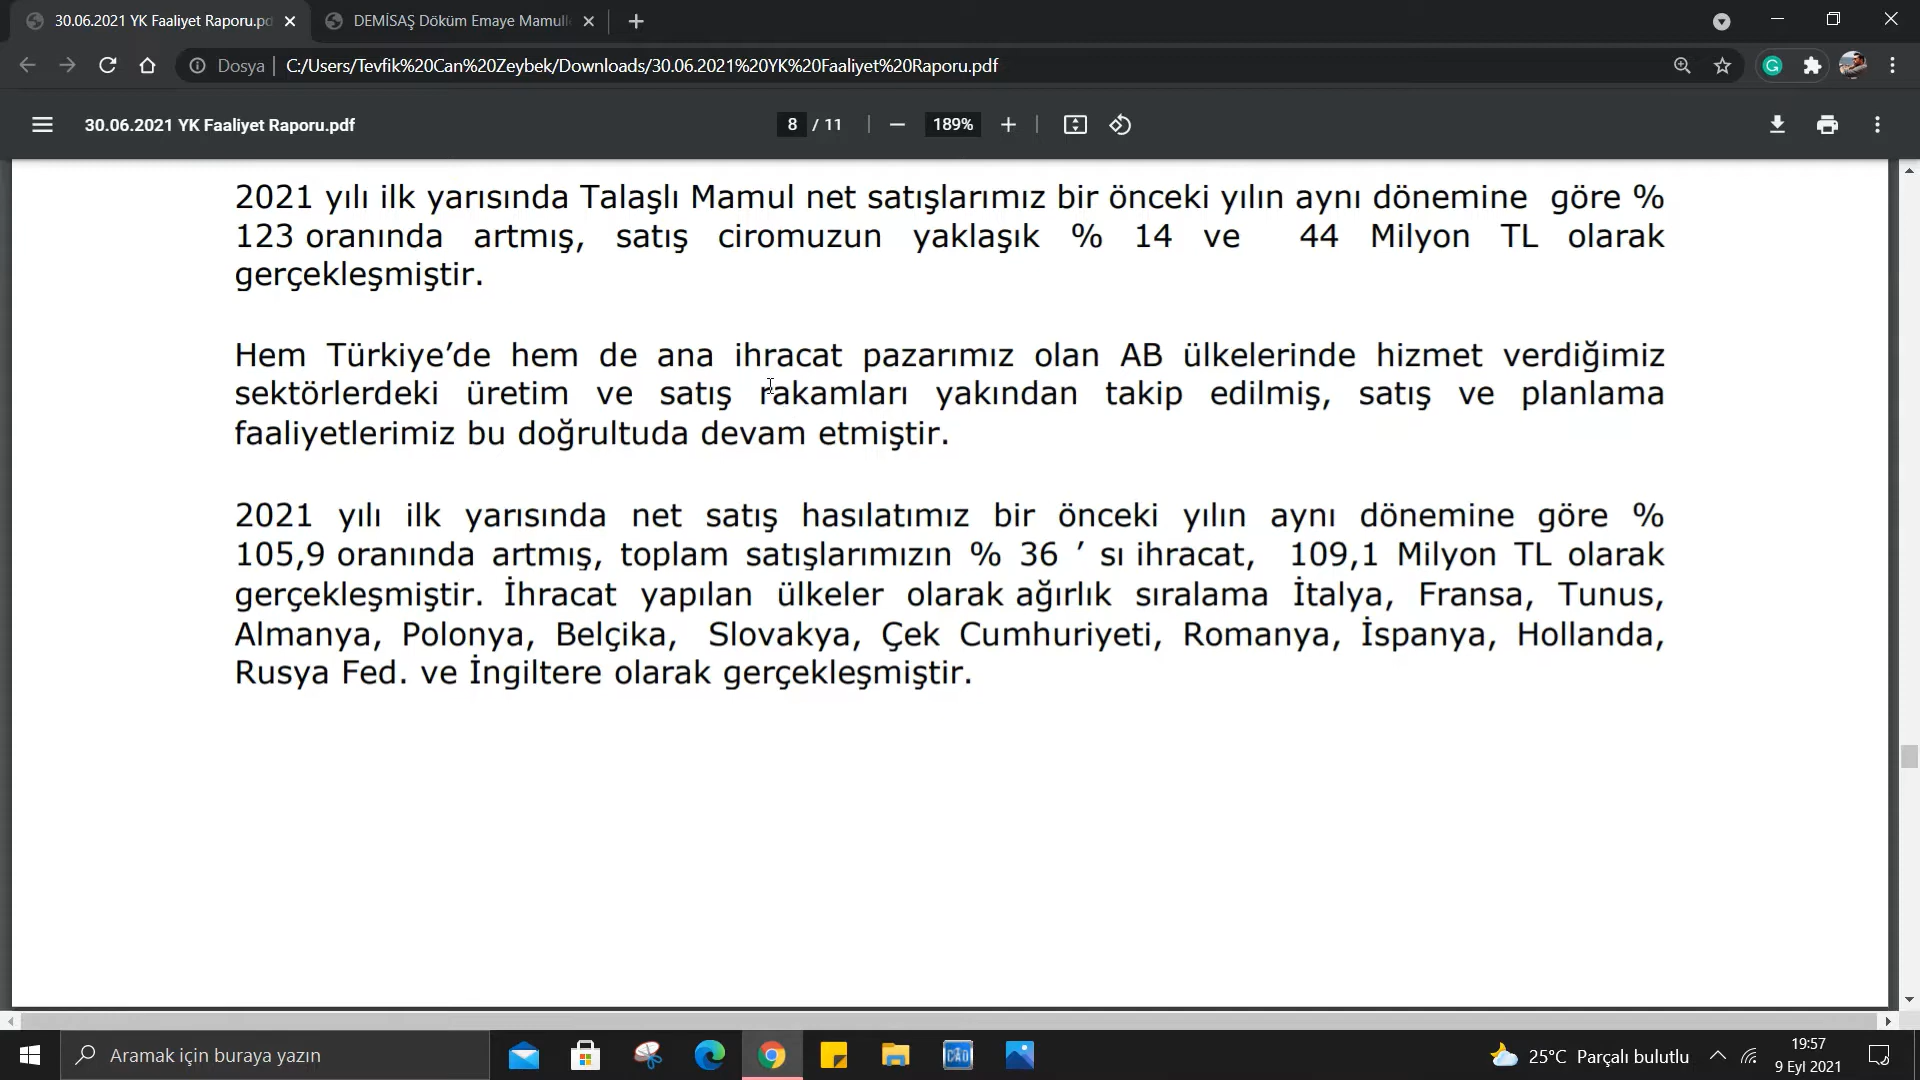 30.06.2021 YK Faaliyet Raporu.pd
DEMİSAŞ Döküm Emaye Mamull
Dosya
C:/Users/Tevfik%20Can%20Zeybek/Downloads/30.06.2021%20YK%20Faaliyet%20Raporu.pdf
30.06.2021 YK Faaliyet Raporu.pdf
8 / 11
189%
2021 yılı ilk yarısında Talaşlı Mamul net satışlarımız bir önceki yılın aynı dönemine göre %
123 oranında artmış, satış ciromuzun yaklaşık % 14 ve 44 Milyon TL olarak
gerçekleşmiştir.
Hem Türkiye’de hem de ana ihracat pazarımız olan AB ülkelerinde hizmet verdiğimiz
sektörlerdeki üretim ve satış rakamları yakından takip edilmiş, satış ve planlama
faaliyetlerimiz bu doğrultuda devam etmiştir.
2021 yılı ilk yarısında net satış hasılatımız bir önceki yılın aynı dönemine göre %
105,9 oranında artmış, toplam satışlarımızın % 36 ’ sı ihracat, 109,1 Milyon TL olarak
gerçekleşmiştir. İhracat yapılan ülkeler olarak ağırlık sıralama İtalya, Fransa, Tunus,
Almanya, Polonya, Belçika, Slovakya, Çek Cumhuriyeti, Romanya, İspanya, Hollanda,
Rusya Fed. ve İngiltere olarak gerçekleşmiştir.
Aramak için buraya yazın
25°C Parçalı bulutlu
19:57
9 Eyl 2021